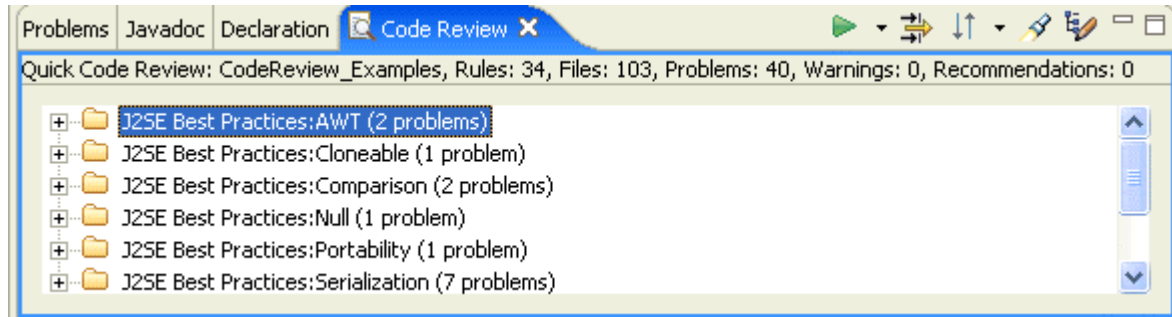 Problems Javadoc Declaration Code Review
Quick Code Review: CodeReview_Examples, Rules: 34, Files: 103, Problems: 40, Warnings: 0, Recommendations: 0
J2SE Best Practices:AWT (2 problems)
J2SE Best Practices:Cloneable (1 problem)
J2SE Best Practices:Comparison (2 problems)
J2SE Best Practices:Null (1 problem)
J2SE Best Practices:Portability (1 problem)
J2SE Best Practices:Serialization (7 problems)